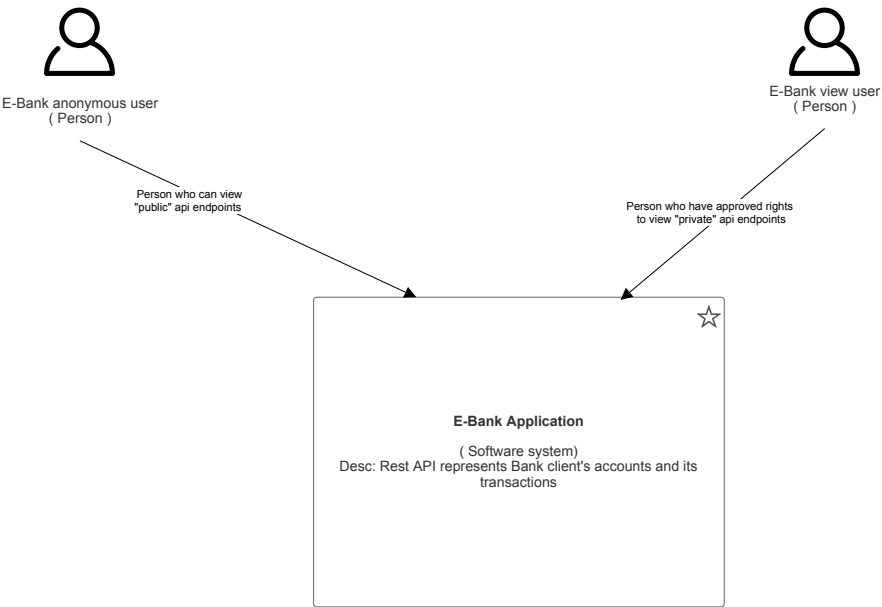 E-Bank anonymous user
( Person )
E-Bank view user
( Person )
Person who can view
"public" api endpoints
Person who have approved rights
to view "private" api endpoints
E-Bank Application
( Software system)
Desc: Rest API represents Bank client's accounts and its
transactions